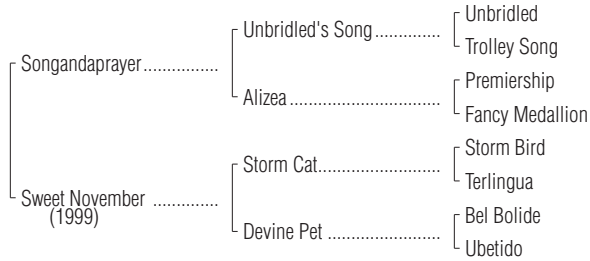 Unbridled
Unbridled's Song..............
Trolley Song
Songandaprayer................
Premiership
Alizea................................
Fancy Medallion
Storm Bird
Storm Cat..........................
Terlingua
Sweet November ..............
(1999)
Bel Bolide
Devine Pet ........................
Ubetido